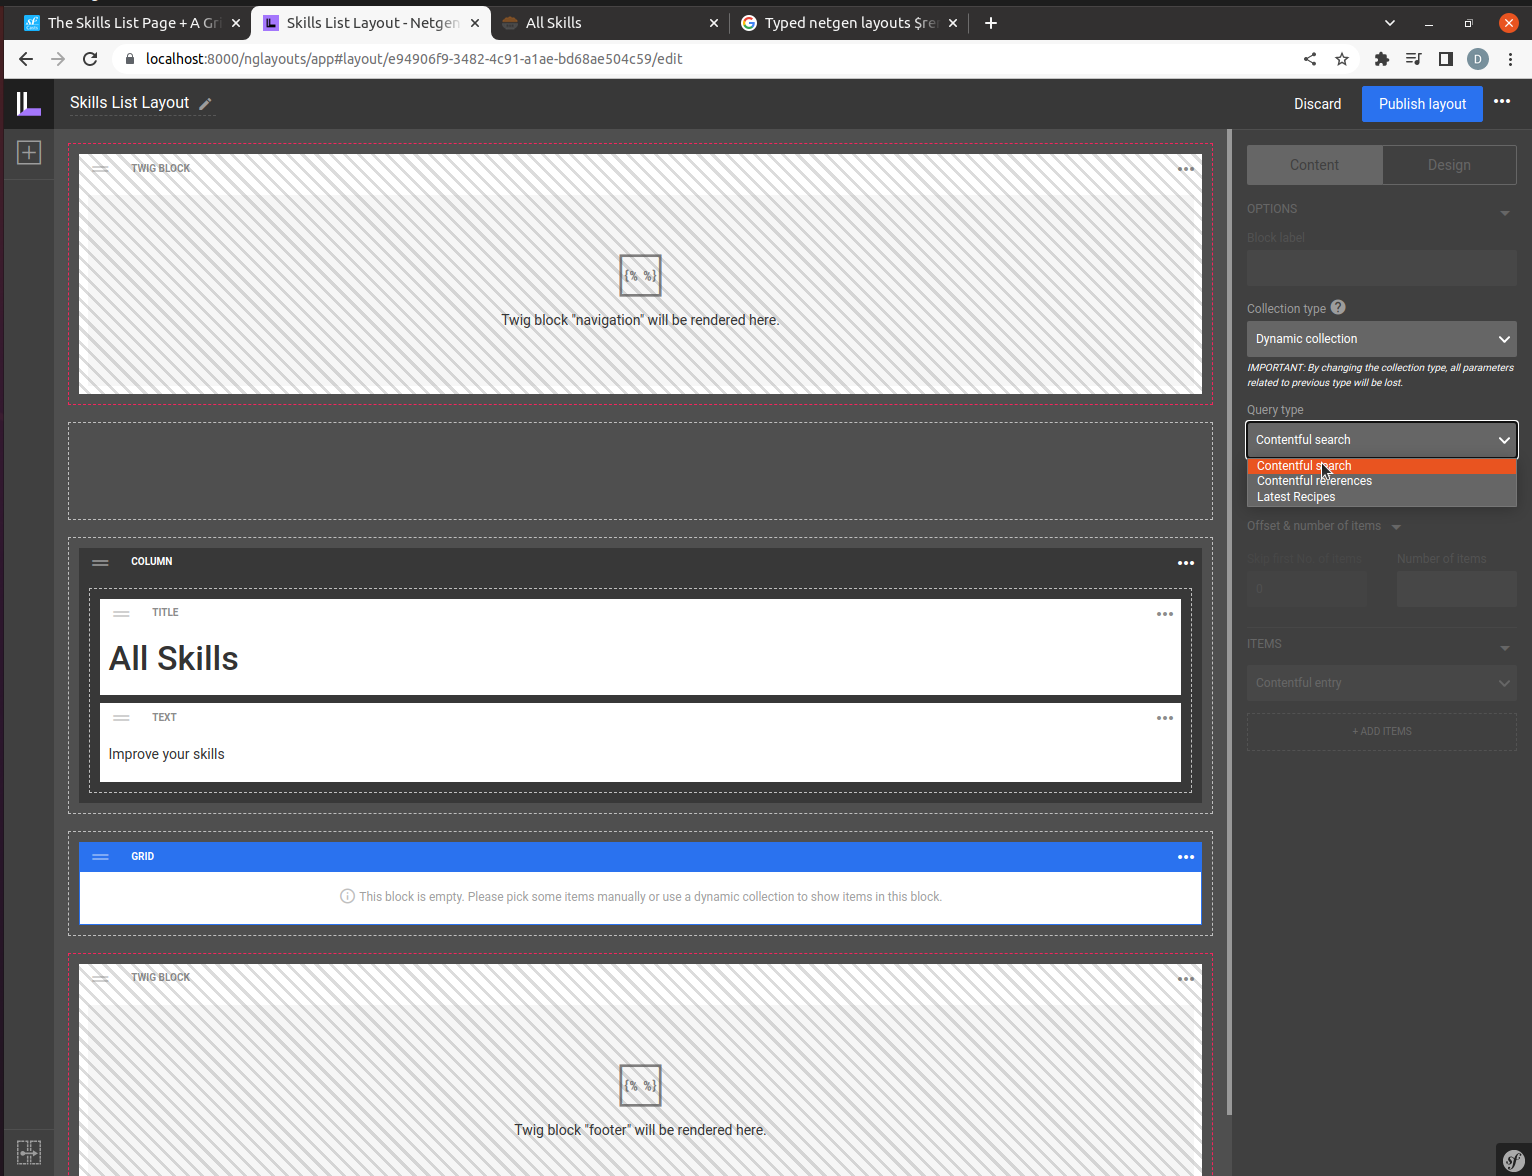 The Skills List Page + A Gri
Skills List Layout - Netgen
All Skills
Typed netgen layouts $re
localhost:8000/nglayouts/app#layout/e94906f9-3482-4c91-a1ae-bd68ae504c59/edit
D
Skills List Layout
Discard
Publish layout
TWIG BLOCK
{% %}
Twig block "navigation" will be rendered here.
COLUMN
TITLE
All Skills
TEXT
Improve your skills
GRID
This block is empty. Please pick some items manually or use a dynamic collection to show items in this block.
TWIG BLOCK
{% %}
Twig block "footer" will be rendered here.
Content
Design
OPTIONS
Block label
Collection type ?
Dynamic collection
IMPORTANT: By changing the collection type, all parameters
related to previous type will be lost.
Query type
Contentful search
Contentful search
Contentful references
Latest Recipes
Offset & number of items
Skip first No. of items
Number of items
0
ITEMS
Contentful entry
+ ADD ITEMS
sf